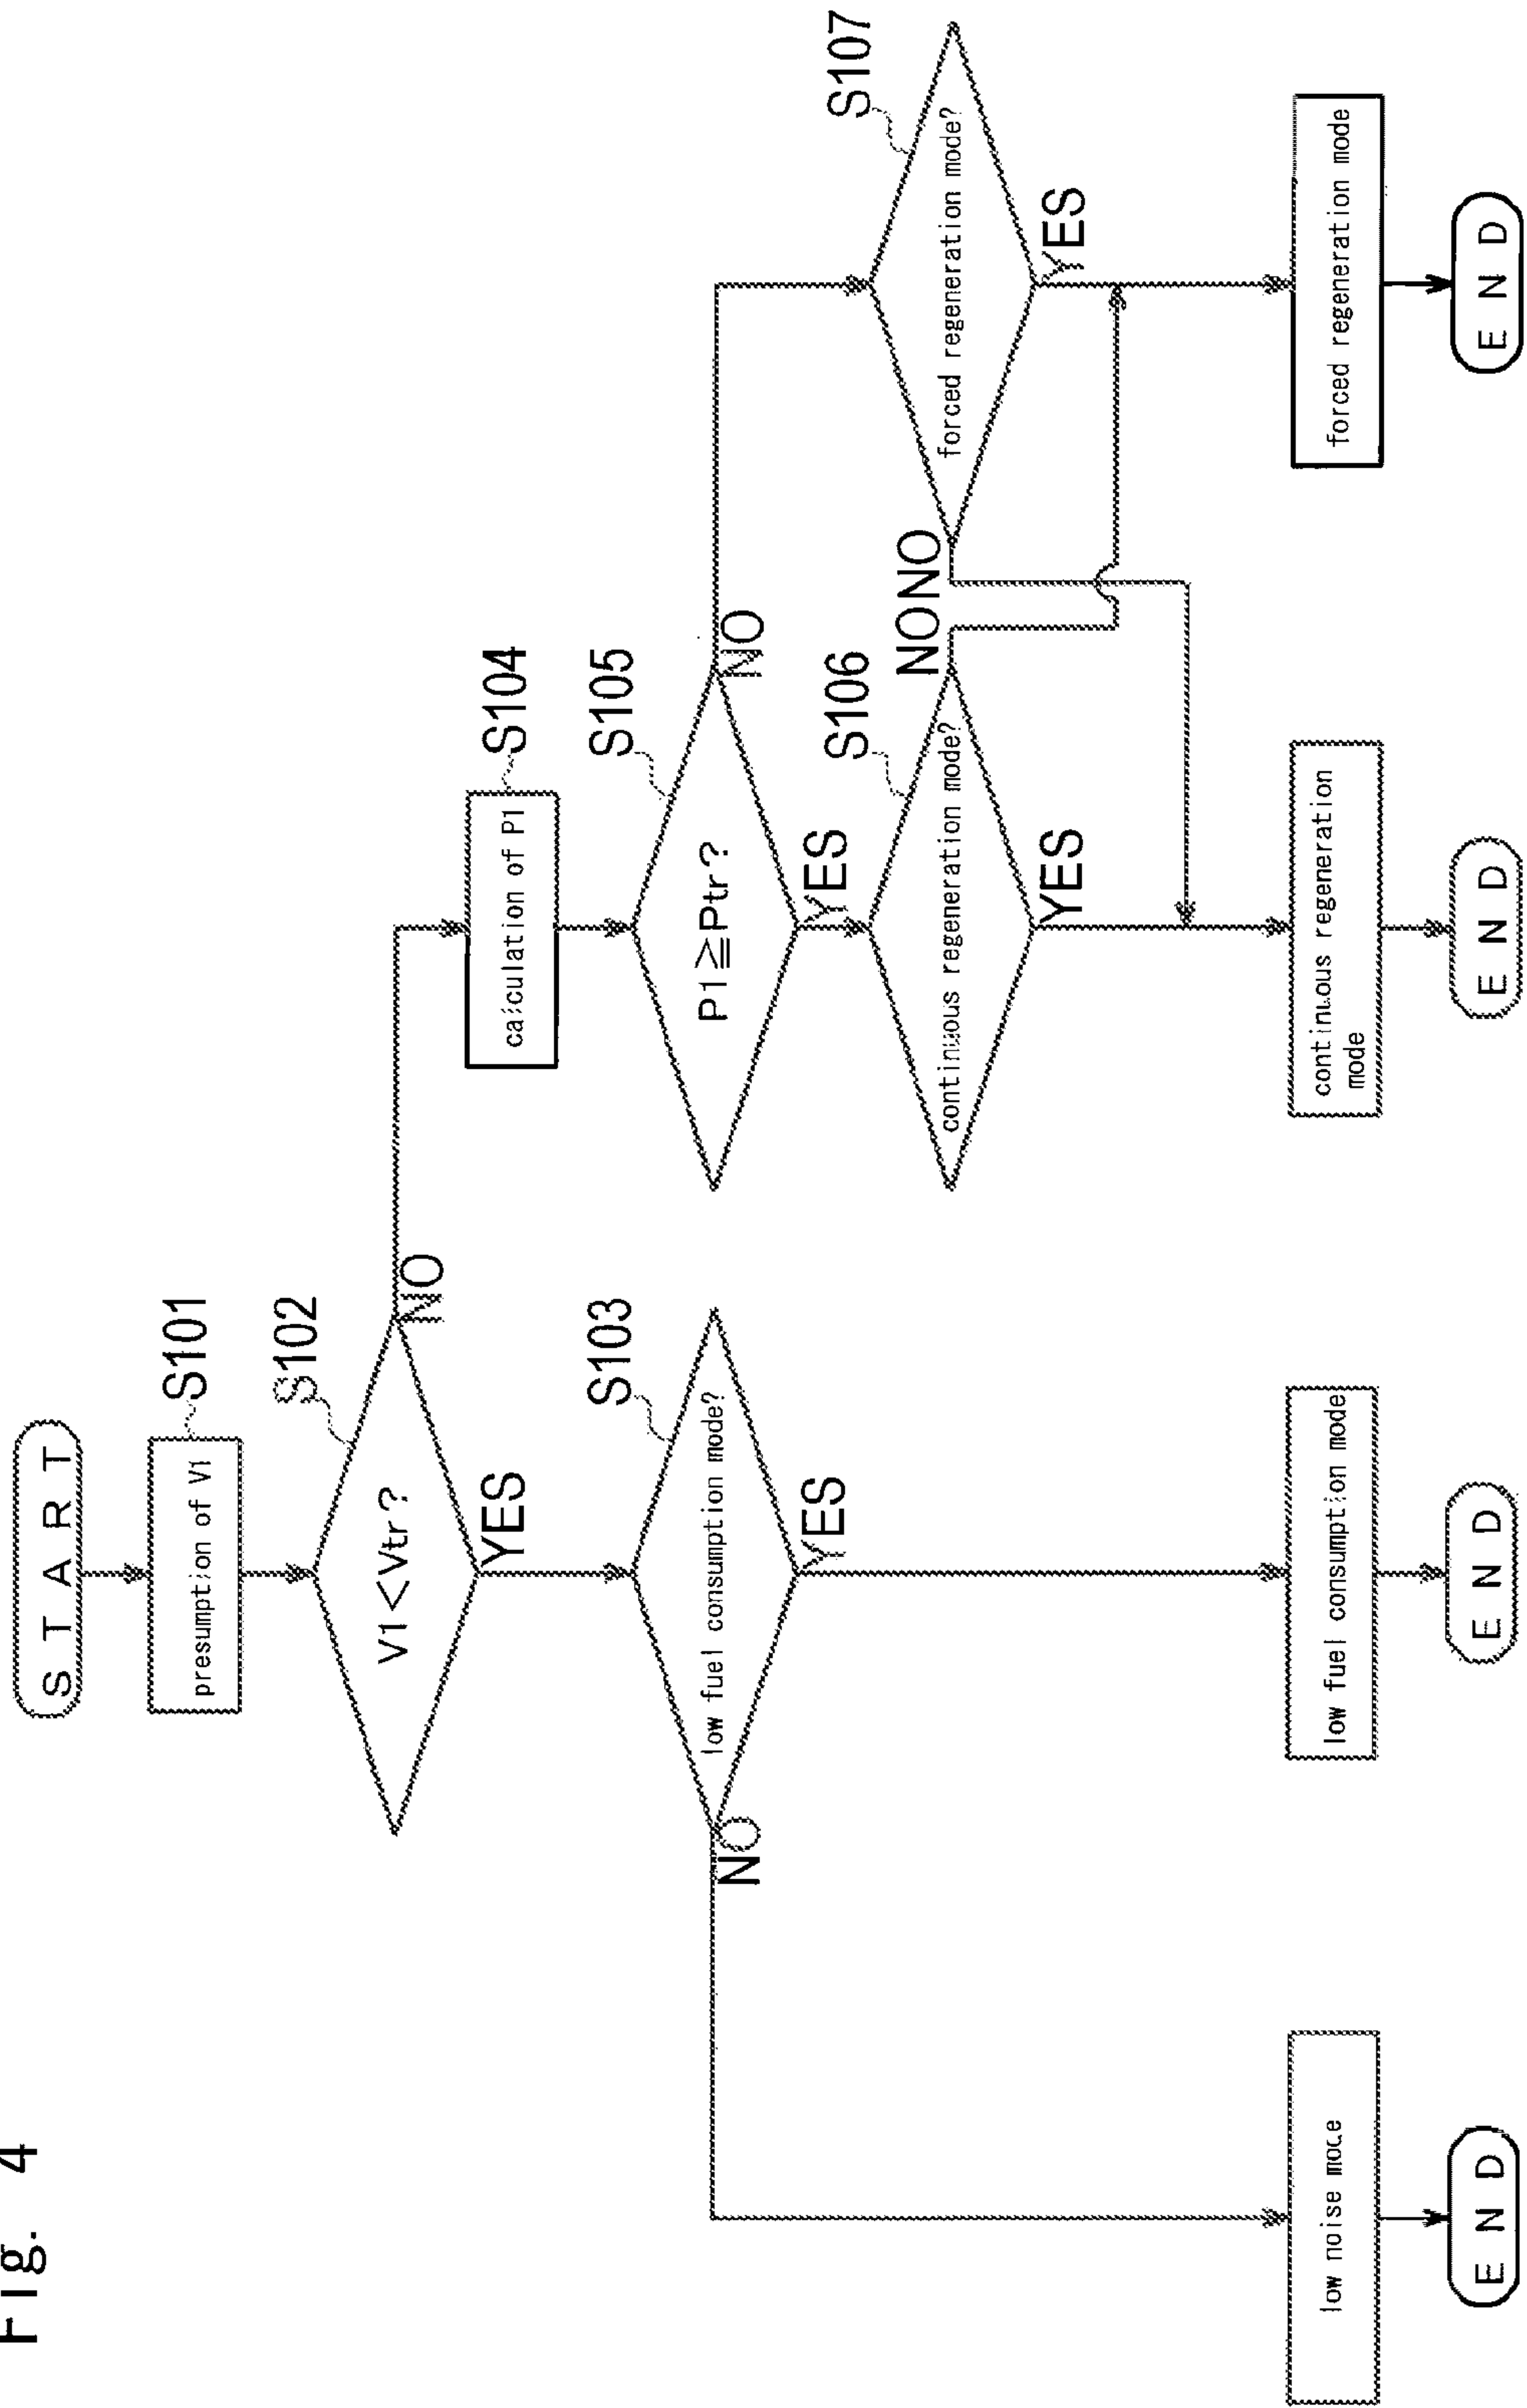 Fig. 4
START
presumption of V1
S101
V1<Vtr?
S102
NO
YES
low fuel consumption mode?
S103
NO
YES
calculation of P1
S104
P1≧Ptr?
S105
NO
YES
continuous regeneration mode?
S106
NO
YES
forced regeneration mode?
S107
NO
YES
low noise mode
low fuel consumption mode
continuous regeneration
mode
forced regeneration mode
END
END
END
END